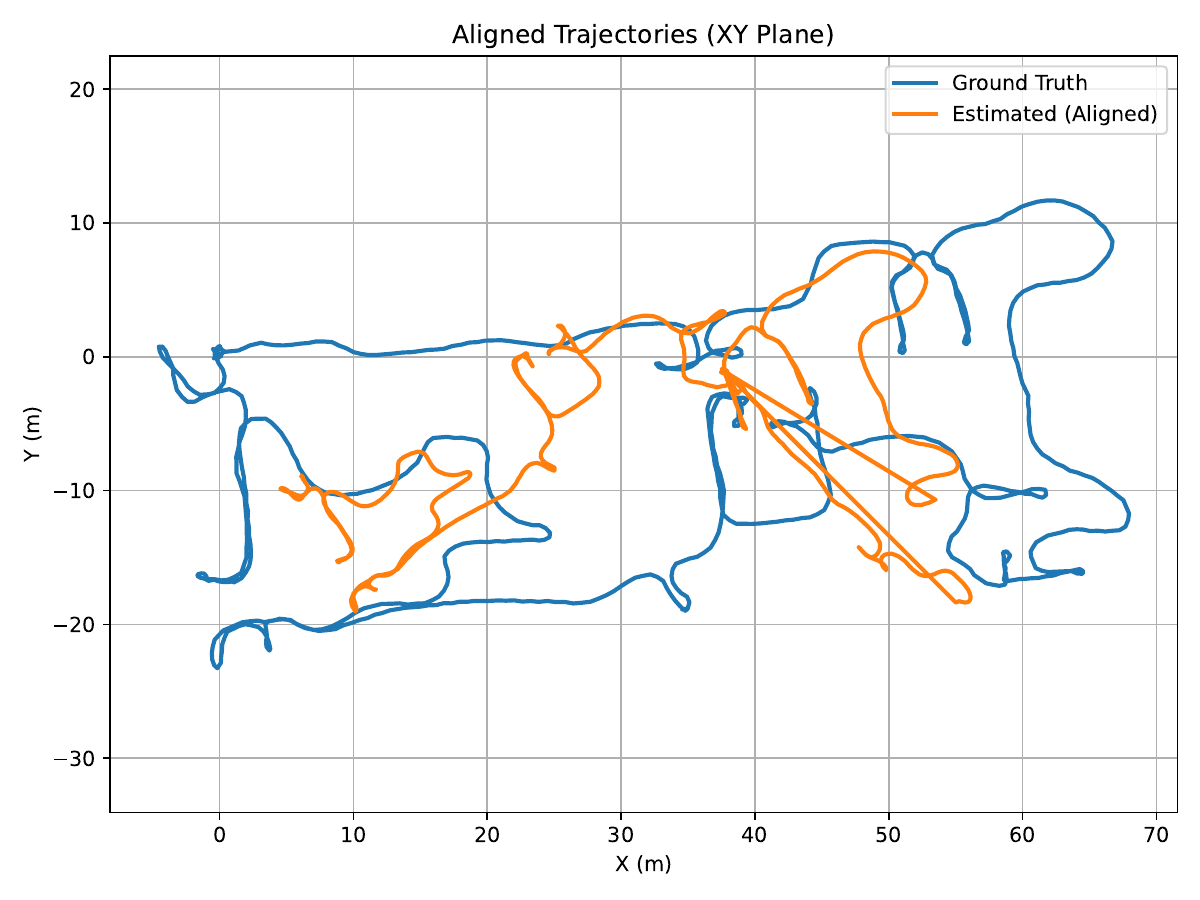 Aligned Trajectories (XY Plane)
Ground Truth
Estimated (Aligned)
20
10
0
−10
−20
−30
Y (m)
0 10 20 30 40 50 60 70
X (m)